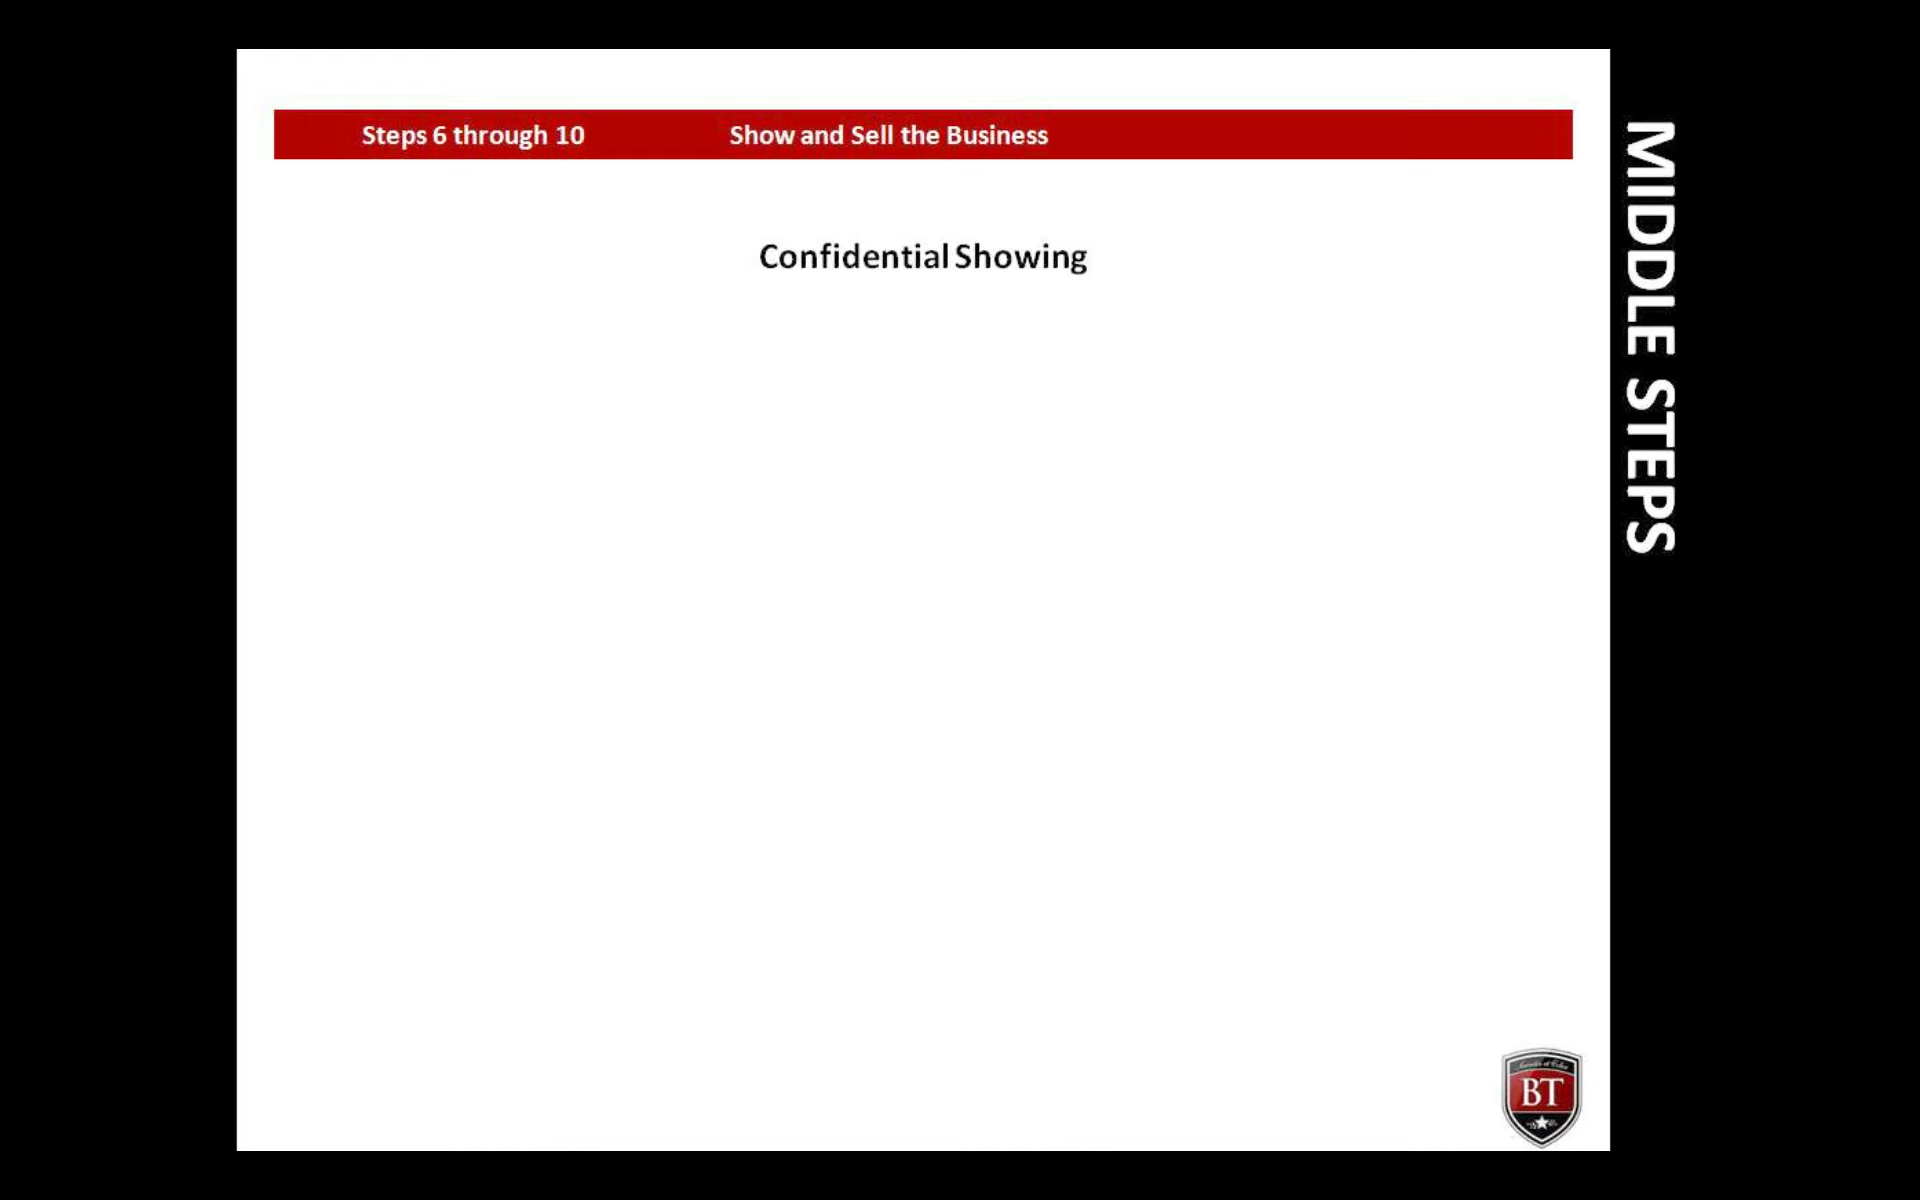 Steps 6 through 10 Show and Sell the Business
Confidential Showing
MIDDLE STEPS
BT